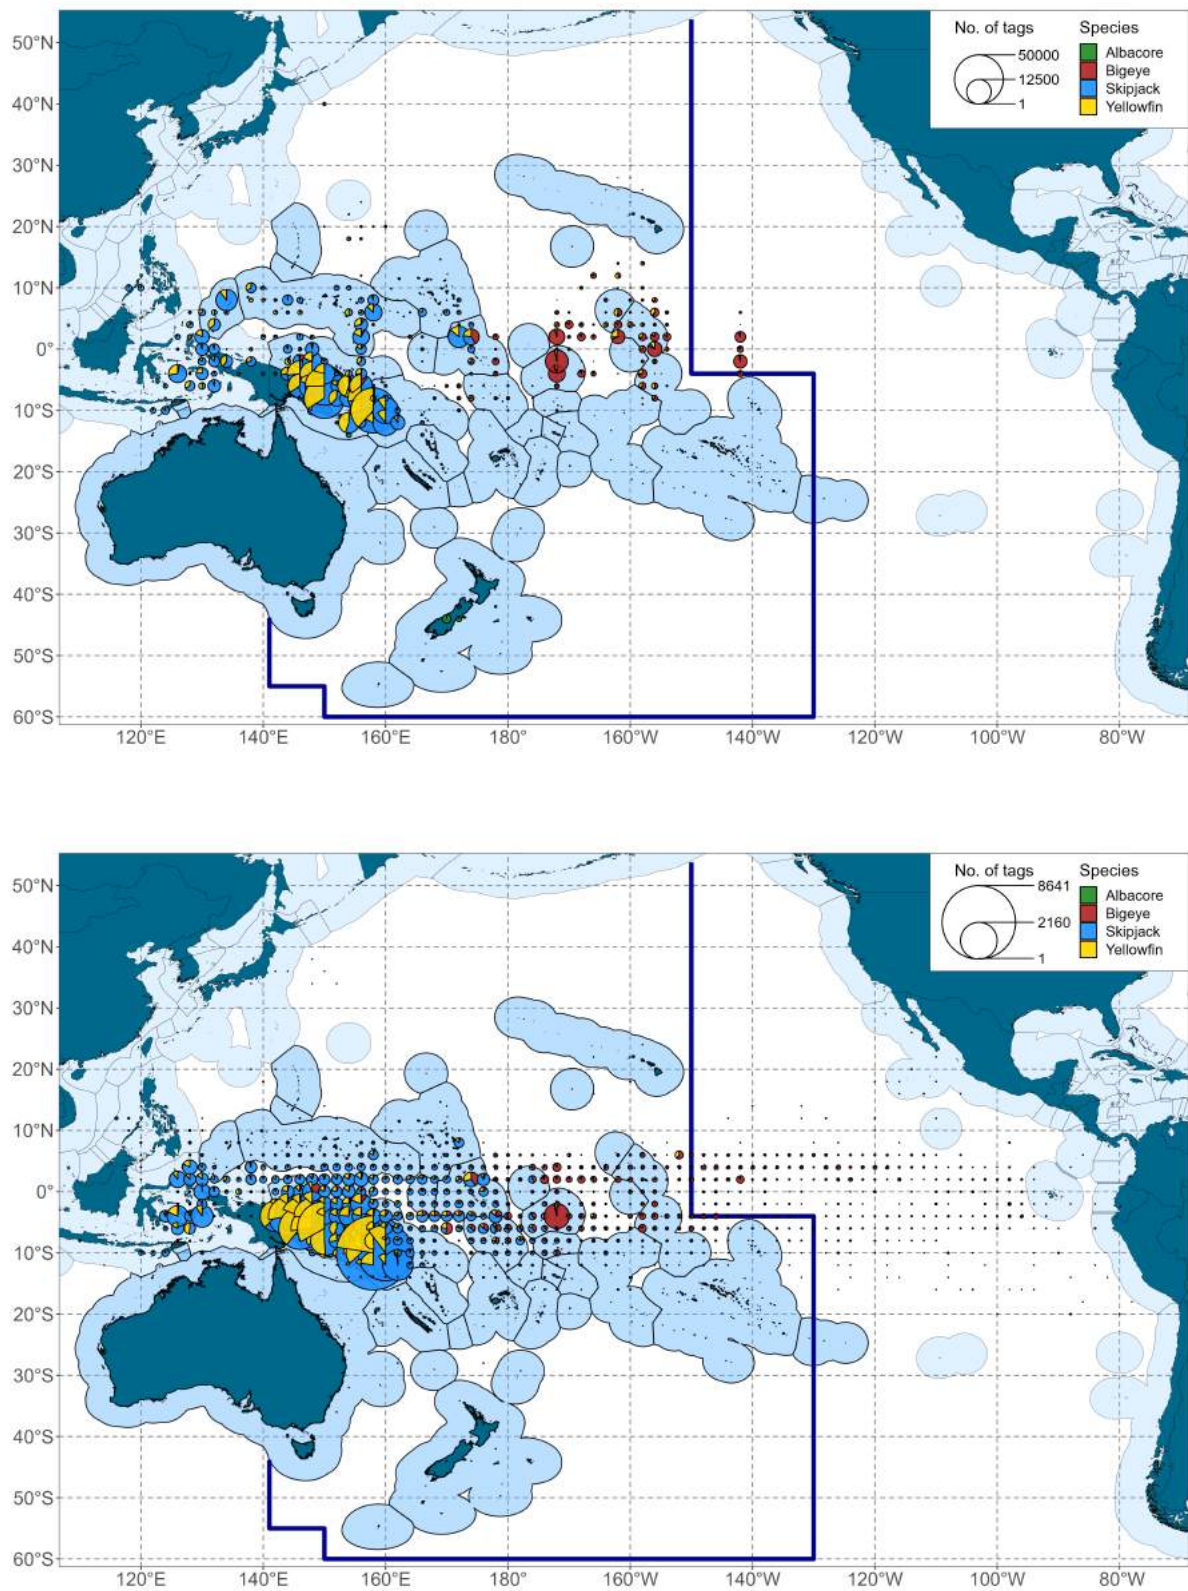 50°N
40°N
30°N
20°N
10°N
0°
10°S
20°S
30°S
40°S
50°S
60°S
120°E 140°E 160°E 180° 160°W 140°W 120°W 100°W 80°W
No. of tags Species
50000
12500
1
Albacore
Bigeye
Skipjack
Yellowfin
50°N
40°N
30°N
20°N
10°N
0°
10°S
20°S
30°S
40°S
50°S
60°S
120°E 140°E 160°E 180° 160°W 140°W 120°W 100°W 80°W
No. of tags Species
8641
2160
1
Albacore
Bigeye
Skipjack
Yellowfin